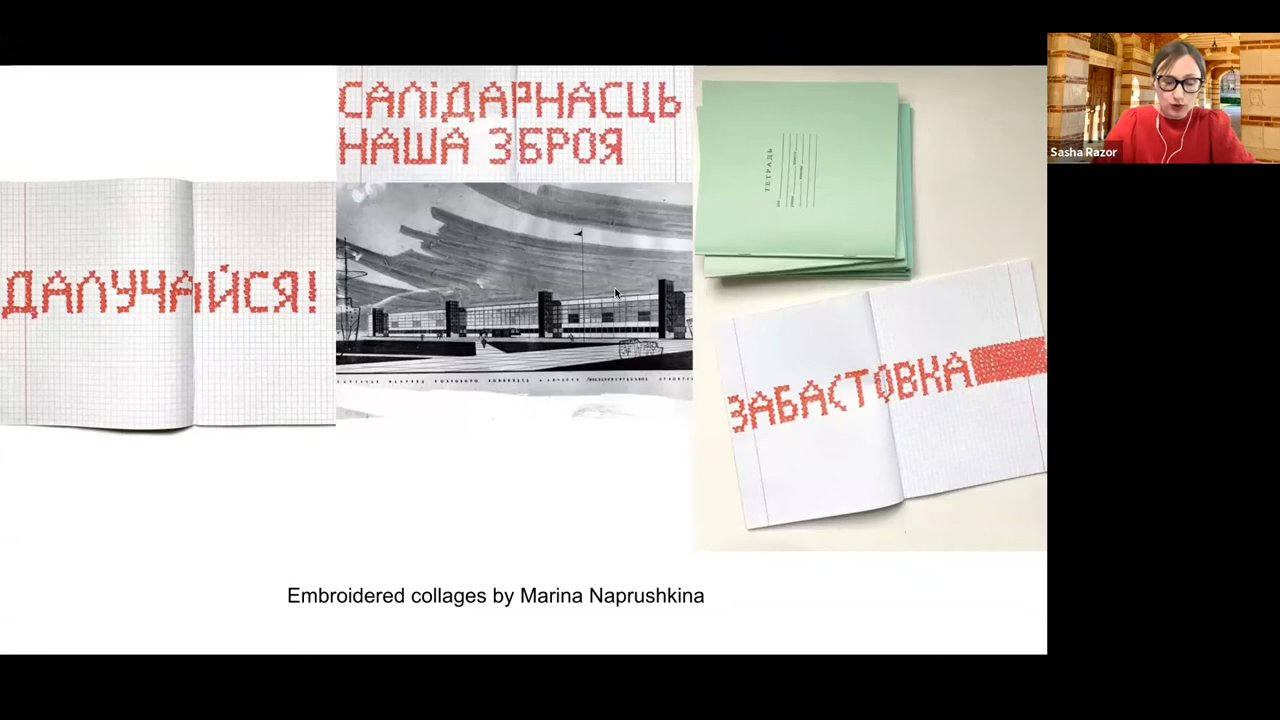 ДАЛУЧАЙСЯ!
САЛІДАРНАСЦЬ
НАША ЗБРОЯ
ТЕТРАДЬ
ЗАБАСТОВКА
Embroidered collages by Marina Naprushkina
Sasha Razor